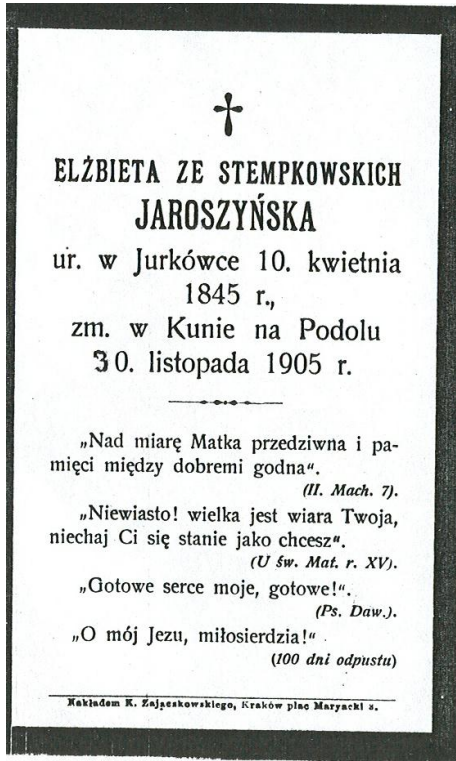 ELŻBIETA ZE STEMPKOWSKICH
JAROSZYŃSKA
ur. w Jurkówce 10. kwietnia
1845 r.,
zm. w Kunie na Podolu
30. listopada 1905 r.
„Nad miarę Matka przedziwna i pa-
mięci między dobremi godna“.
(II. Mach. 7).
„Niewiasto! wielka jest wiara Twoja,
niechaj Ci się stanie jako chcesz“.
(U św. Mat. r. XV).
„Gotowe serce moje, gotowe!“.
(Ps. Daw.).
„O mój Jezu, miłosierdzia!“
(100 dni odpustu)
Nakładem K. Zajączkowskiego, Kraków plac Maryacki 8.